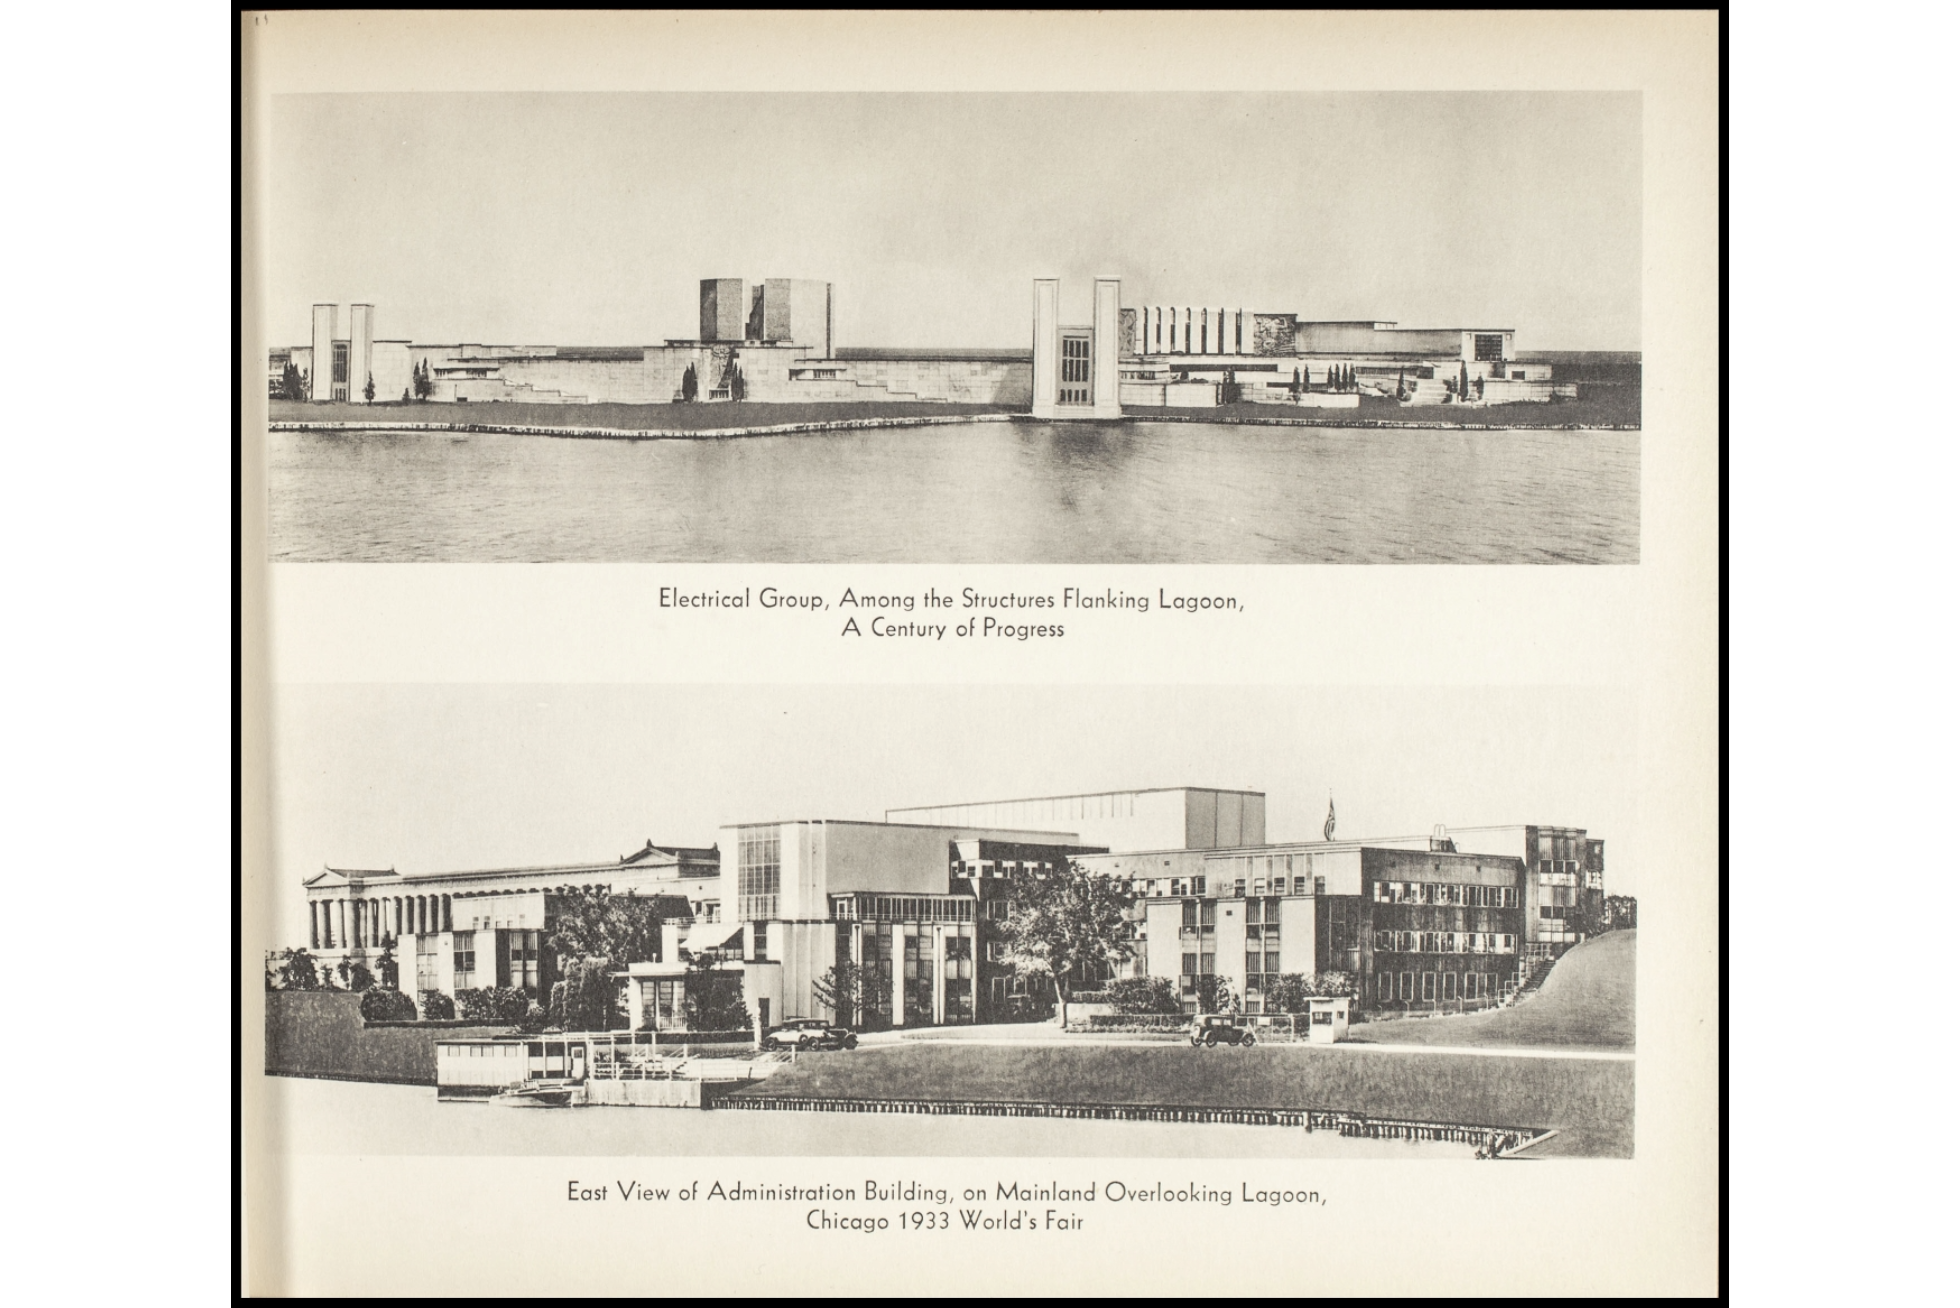 Electrical Group, Among the Structures Flanking Lagoon,
A Century of Progress
East View of Administration Building, on Mainland Overlooking Lagoon,
Chicago 1933 World's Fair